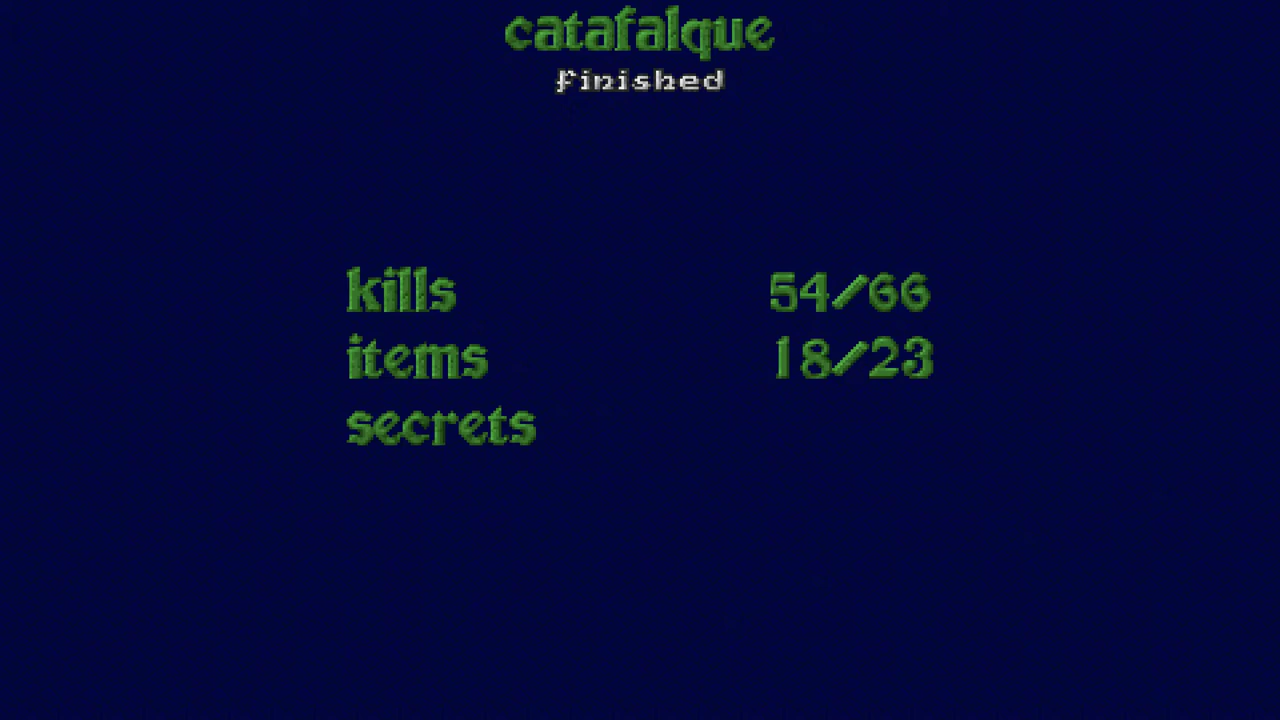 catafalque
finished
kills 54/66
items 18/23
secrets